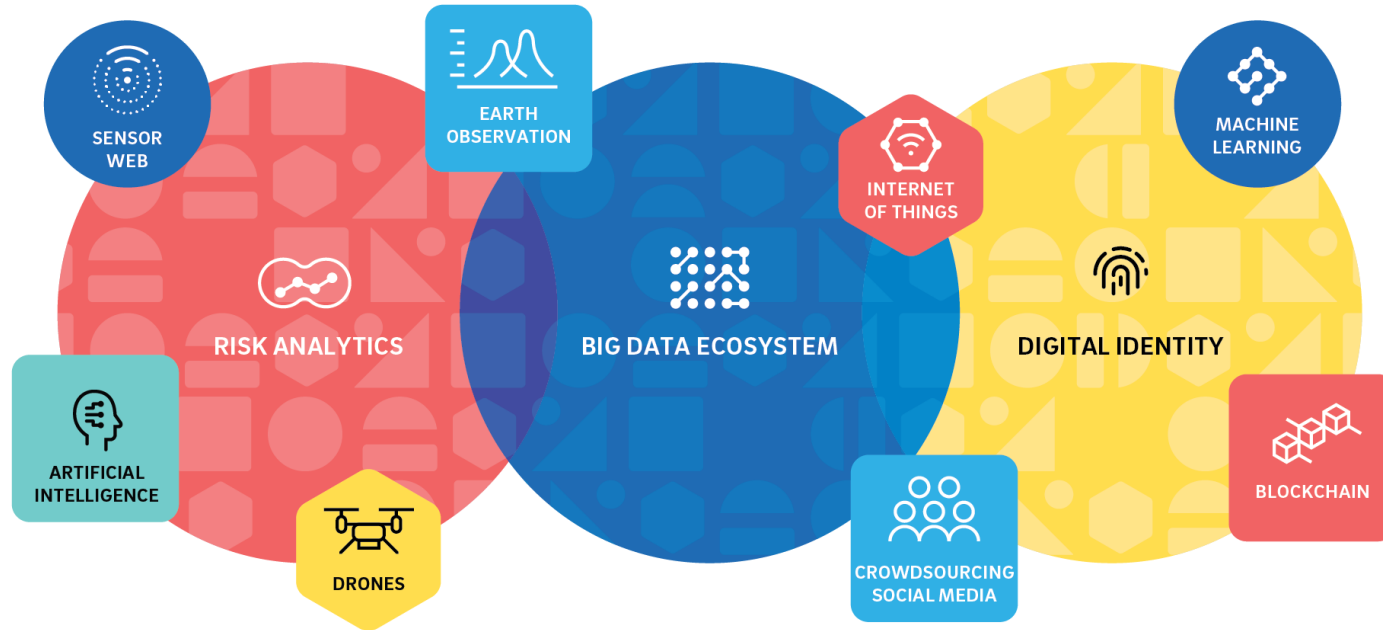 SENSOR
WEB
EARTH
OBSERVATION
INTERNET
OF THINGS
MACHINE
LEARNING
RISK ANALYTICS
BIG DATA ECOSYSTEM
DIGITAL IDENTITY
ARTIFICIAL
INTELLIGENCE
DRONES
CROWDSOURCING
SOCIAL MEDIA
BLOCKCHAIN